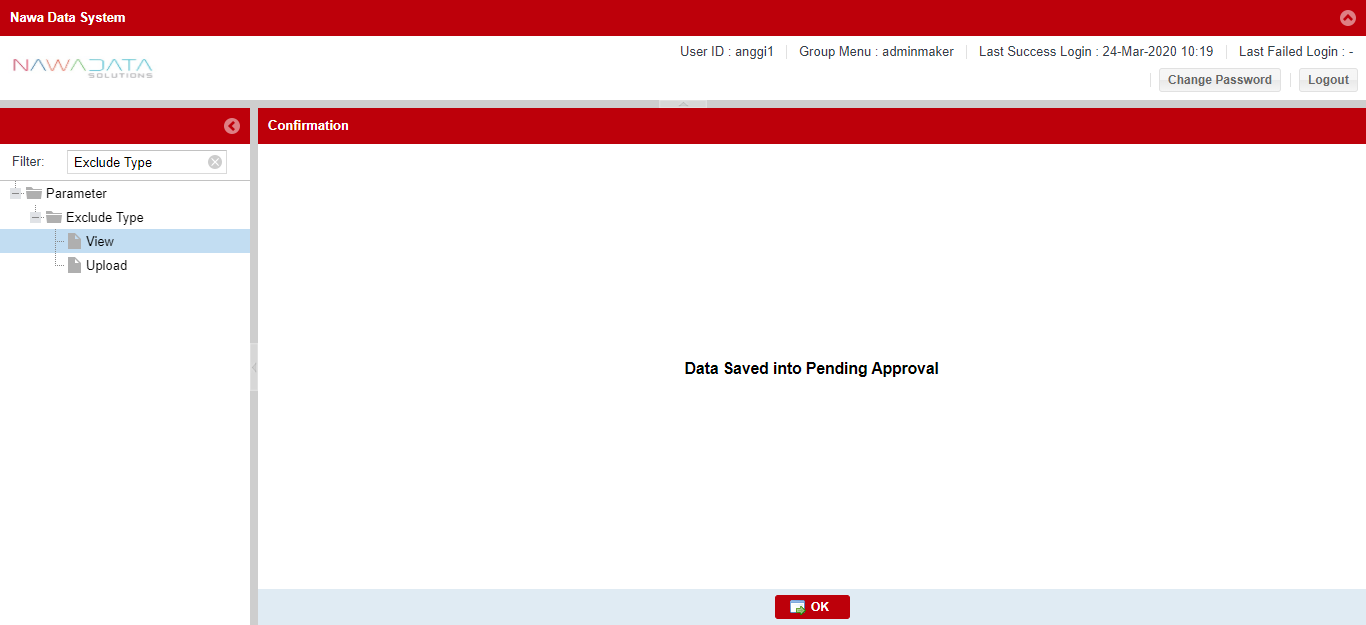 Nawa Data System
NAWADATA
SOLUTIONS
User ID : anggi1
Group Menu : adminmaker
Last Success Login : 24-Mar-2020 10:19
Last Failed Login : -
Change Password
Logout
Confirmation
Filter:
Exclude Type
Parameter
Exclude Type
View
Upload
Data Saved into Pending Approval
OK